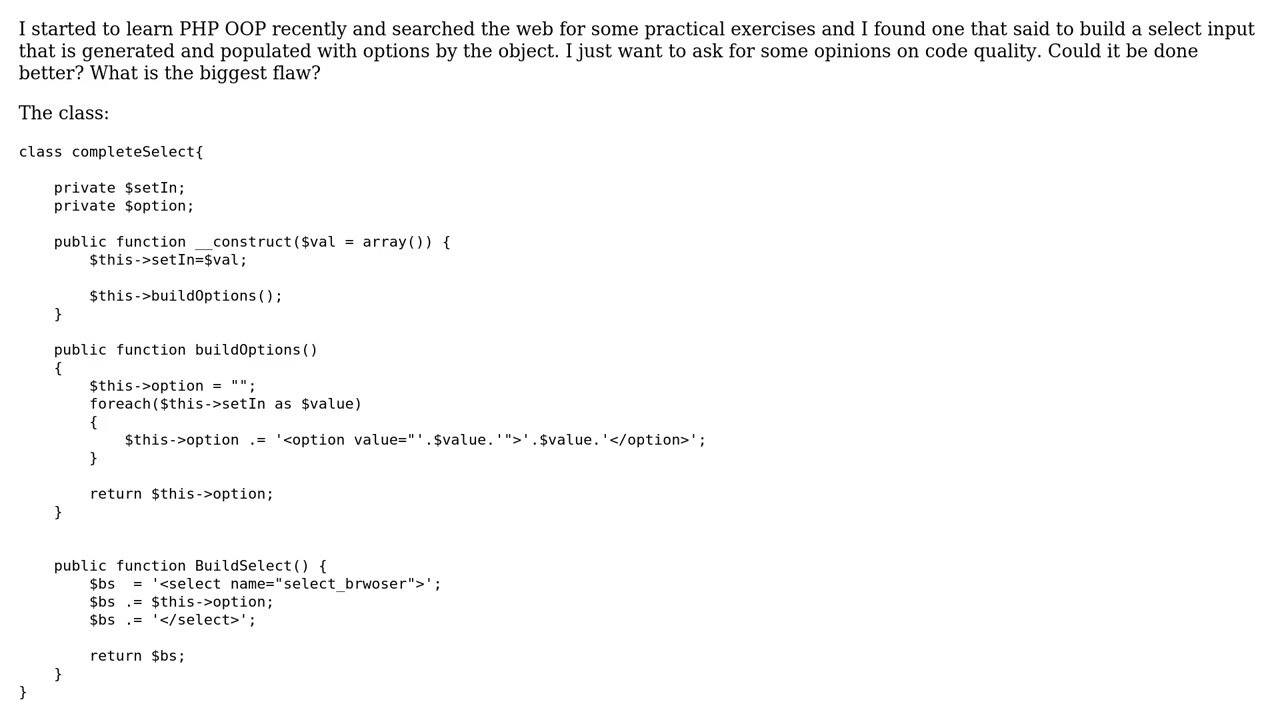 I started to learn PHP OOP recently and searched the web for some practical exercises and I found one that said to build a select input
that is generated and populated with options by the object. I just want to ask for some opinions on code quality. Could it be done
better? What is the biggest flaw?
The class:
class completeSelect{
    private $setIn;
    private $option;
    public function __construct($val = array()) {
        $this->setIn=$val;
        $this->buildOptions();
    }
    public function buildOptions()
    {
        $this->option = "";
        foreach($this->setIn as $value)
        {
            $this->option .= '<option value="'.$value.'">'.$value.'</option>';
        }
        return $this->option;
    }
    public function BuildSelect() {
        $bs  = '<select name="select_brwoser">';
        $bs .= $this->option;
        $bs .= '</select>';
        return $bs;
    }
}